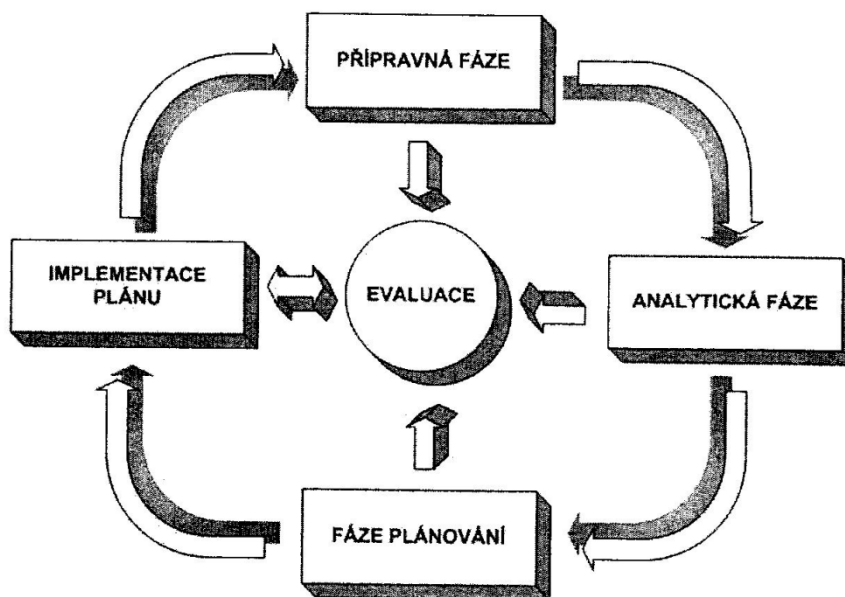 PŘÍPRAVNÁ FÁZE
IMPLEMENTACE
PLÁNU
EVALUACE
ANALYTICKÁ FÁZE
FÁZE PLÁNOVÁNÍ